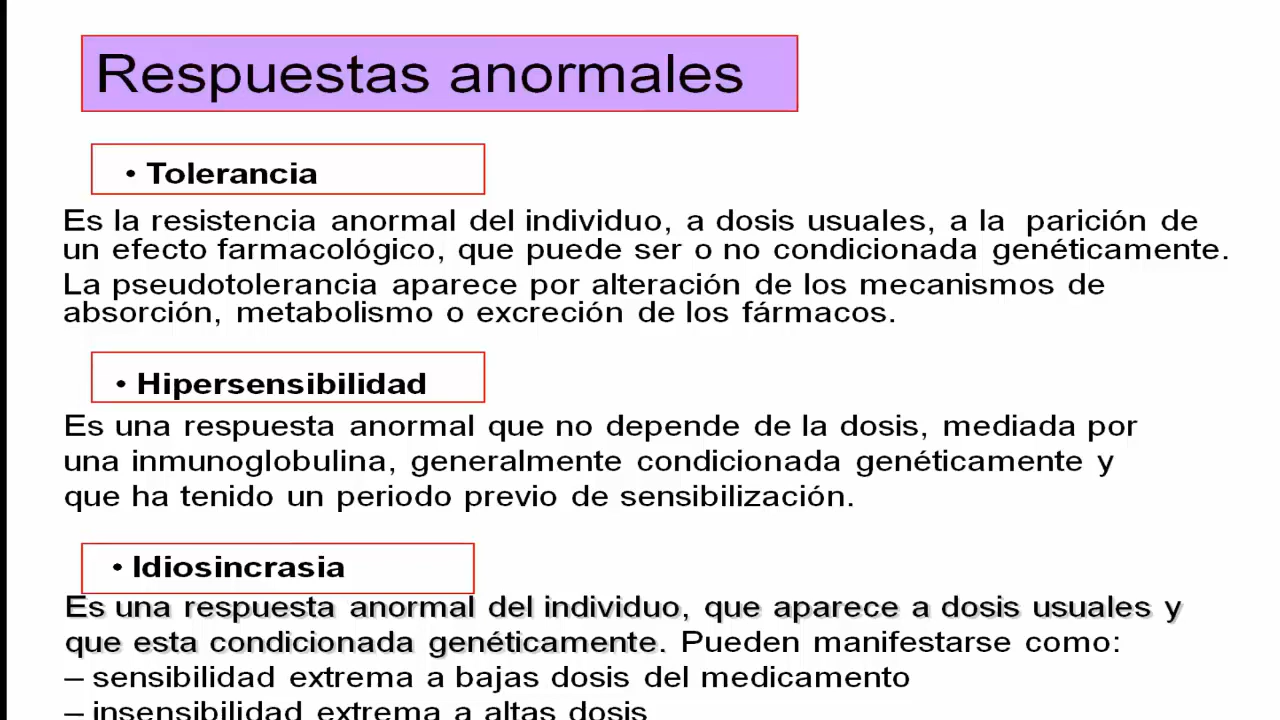 Respuestas anormales
• Tolerancia
Es la resistencia anormal del individuo, a dosis usuales, a la parición de
un efecto farmacológico, que puede ser o no condicionada genéticamente.
La pseudotolerancia aparece por alteración de los mecanismos de
absorción, metabolismo o excreción de los fármacos.
• Hipersensibilidad
Es una respuesta anormal que no depende de la dosis, mediada por
una inmunoglobulina, generalmente condicionada genéticamente y
que ha tenido un periodo previo de sensibilización.
• Idiosincrasia
Es una respuesta anormal del individuo, que aparece a dosis usuales y
que esta condicionada genéticamente. Pueden manifestarse como:
– sensibilidad extrema a bajas dosis del medicamento
– insensibilidad extrema a altas dosis